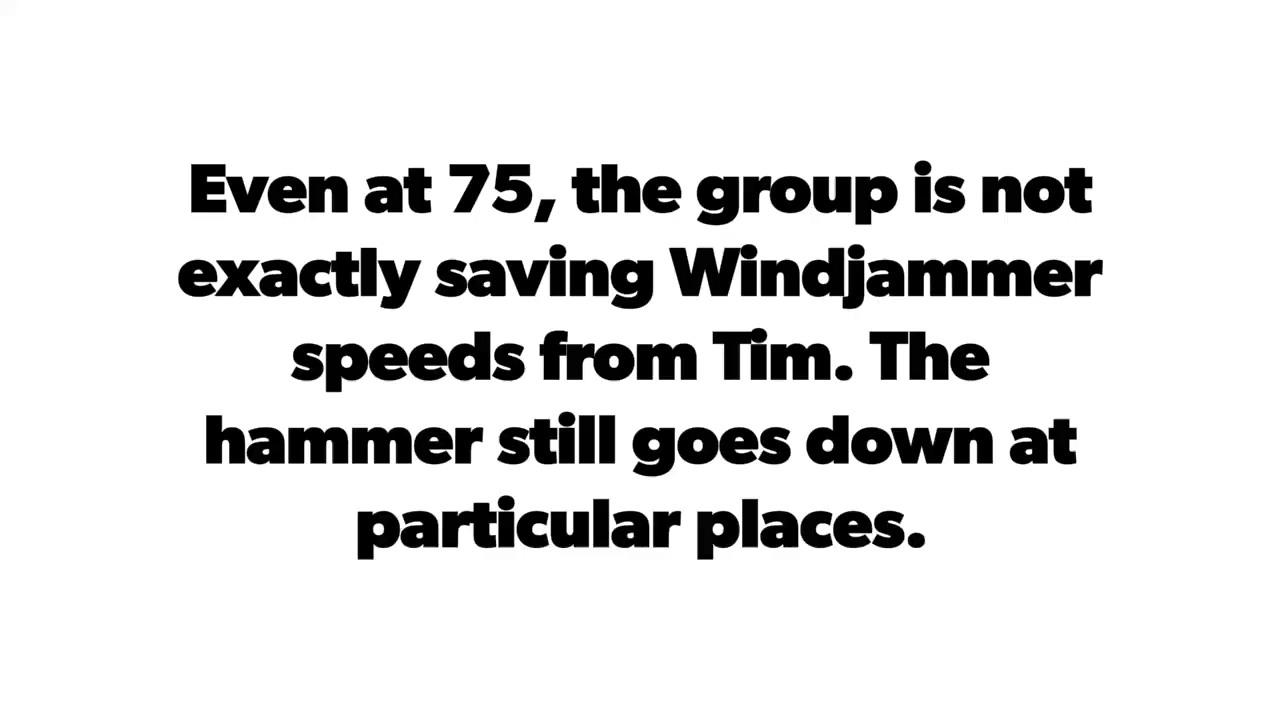 Even at 75, the group is not
exactly saving Windjammer
speeds from Tim. The
hammer still goes down at
particular places.